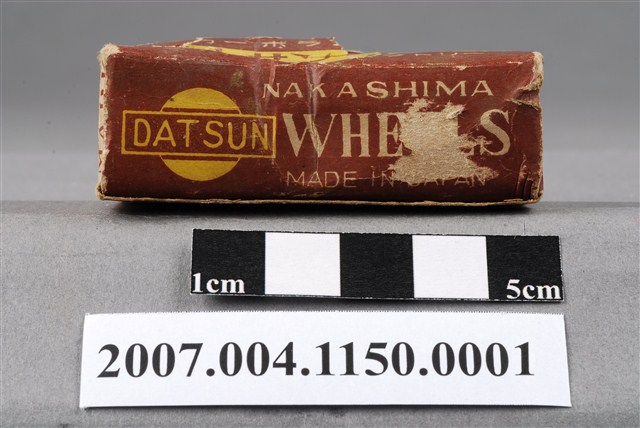 NAKASHIMA
DATSUN
MADE IN JAPAN
1cm 5cm
2007.004.1150.0001